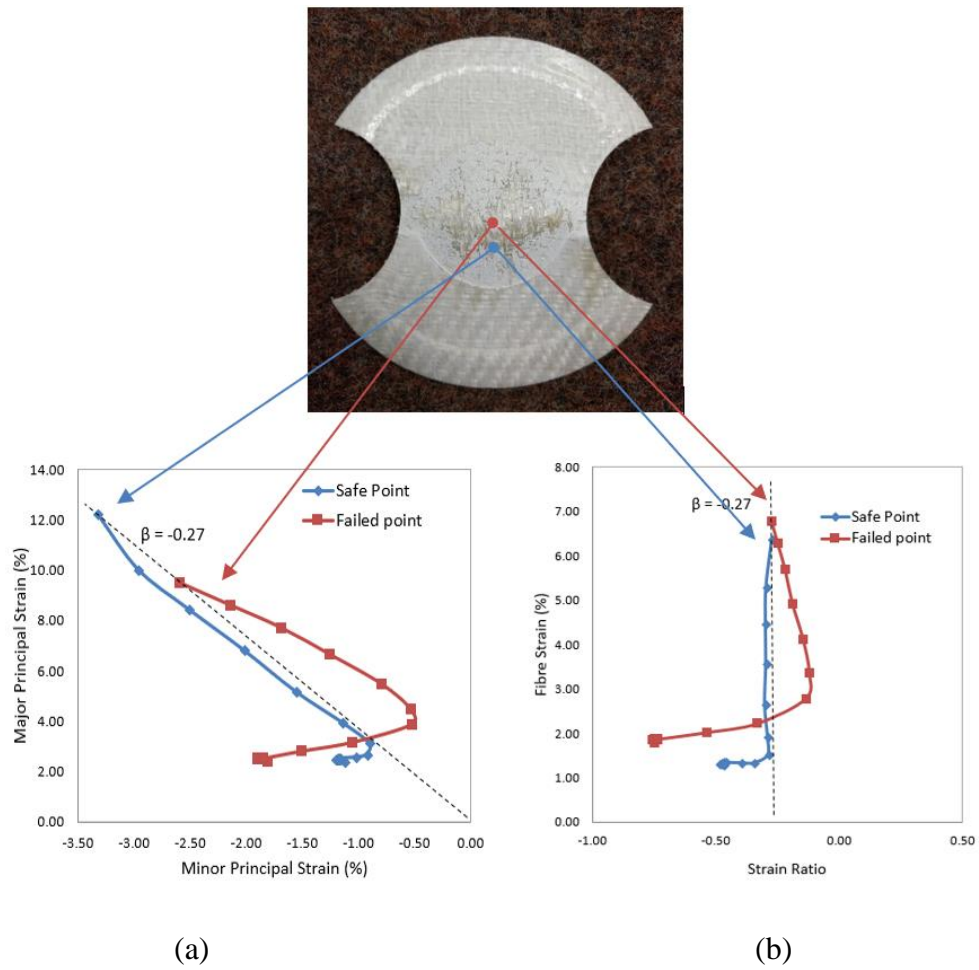 14.00
12.00
10.00
8.00
6.00
4.00
2.00
0.00
-3.50
-3.00
-2.50
-2.00
-1.50
-1.00
-0.50
0.00
Major Principal Strain (%)
Minor Principal Strain (%)
β = -0.27
Safe Point
Failed point
8.00
7.00
6.00
5.00
4.00
3.00
2.00
1.00
0.00
-1.00
-0.50
0.00
0.50
Fibre Strain (%)
Strain Ratio
β = -0.27
Safe Point
Failed point
(a)
(b)